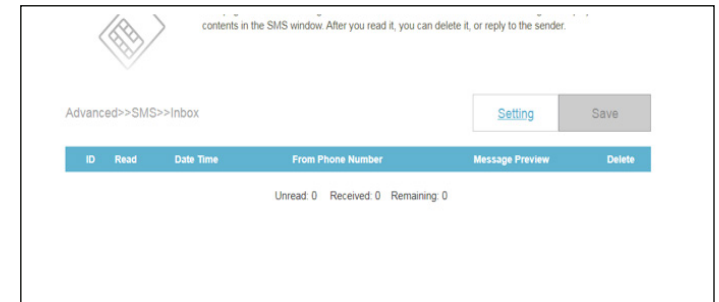 contents in the SMS window. After you read it, you can delete it, or reply to the sender.
Advanced>>SMS>>Inbox
Setting
Save
ID Read Date Time From Phone Number Message Preview Delete
Unread: 0 Received: 0 Remaining: 0